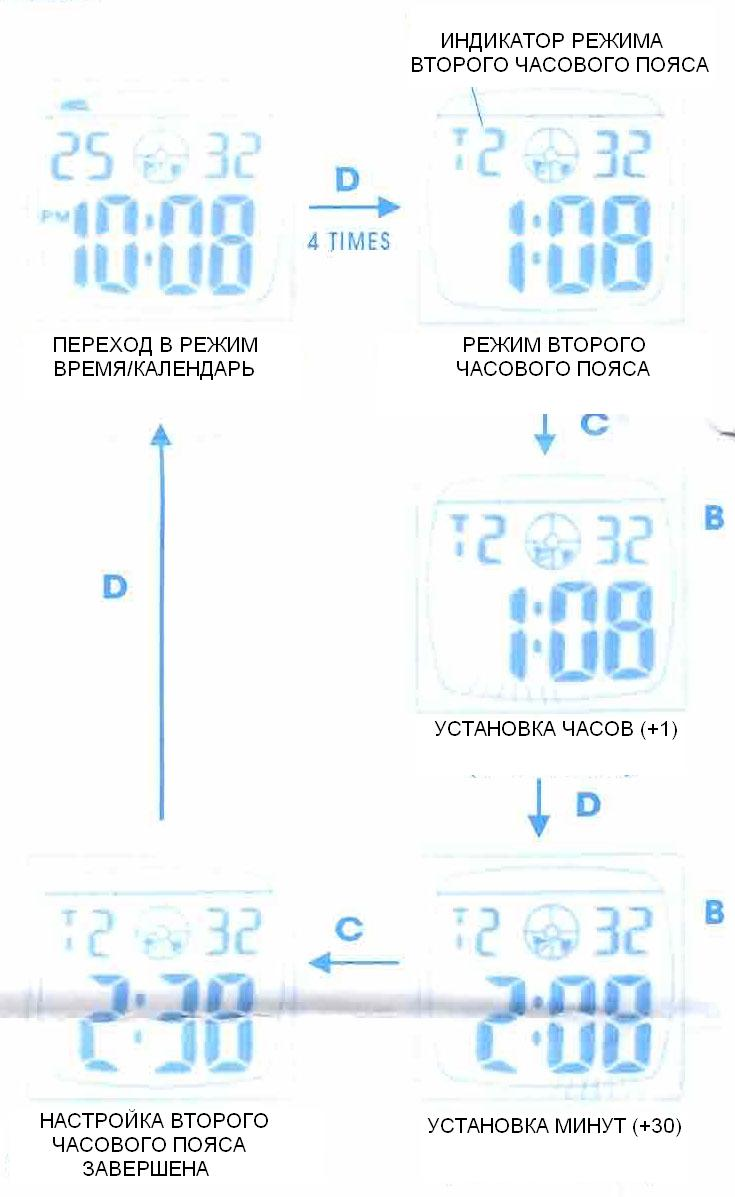 ИНДИКАТОР РЕЖИМА
ВТОРОГО ЧАСОВОГО ПОЯСА
25 32
PM 10:08
D
4 TIMES
T2 32
1:08
ПЕРЕХОД В РЕЖИМ
ВРЕМЯ/КАЛЕНДАРЬ
РЕЖИМ ВТОРОГО
ЧАСОВОГО ПОЯСА
C
T2 32
B
1:08
D
УСТАНОВКА ЧАСОВ (+1)
D
T2 32
2:38
C
T2 32
B
2:08
НАСТРОЙКА ВТОРОГО
ЧАСОВОГО ПОЯСА
ЗАВЕРШЕНА
УСТАНОВКА МИНУТ (+30)